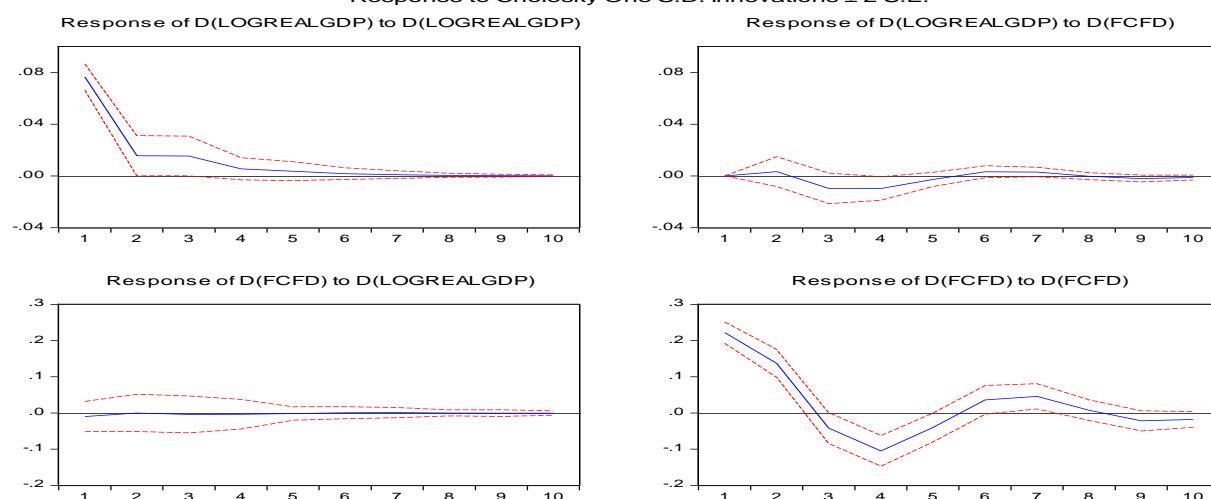 Response to Cholesky One S.D. Innovations ± 2 S.E.
Response of D(LOGREALGDP) to D(LOGREALGDP)
.08
.04
.00
-.04
1 2 3 4 5 6 7 8 9 10
Response of D(LOGREALGDP) to D(FCFD)
.08
.04
.00
-.04
1 2 3 4 5 6 7 8 9 10
Response of D(FCFD) to D(LOGREALGDP)
.3
.2
.1
.0
-.1
-.2
1 2 3 4 5 6 7 8 9 10
Response of D(FCFD) to D(FCFD)
.3
.2
.1
.0
-.1
-.2
1 2 3 4 5 6 7 8 9 10